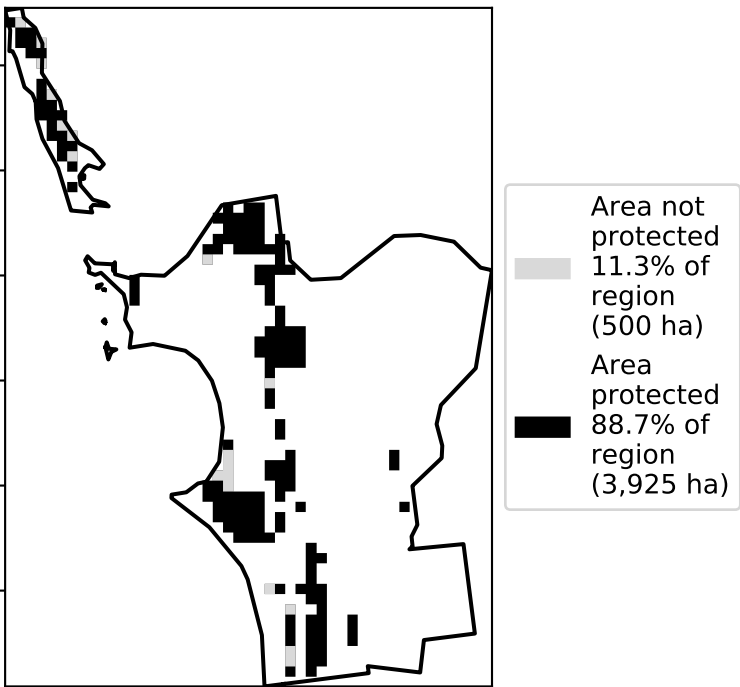 Area not
protected
11.3% of
region
(500 ha)
Area
protected
88.7% of
region
(3,925 ha)